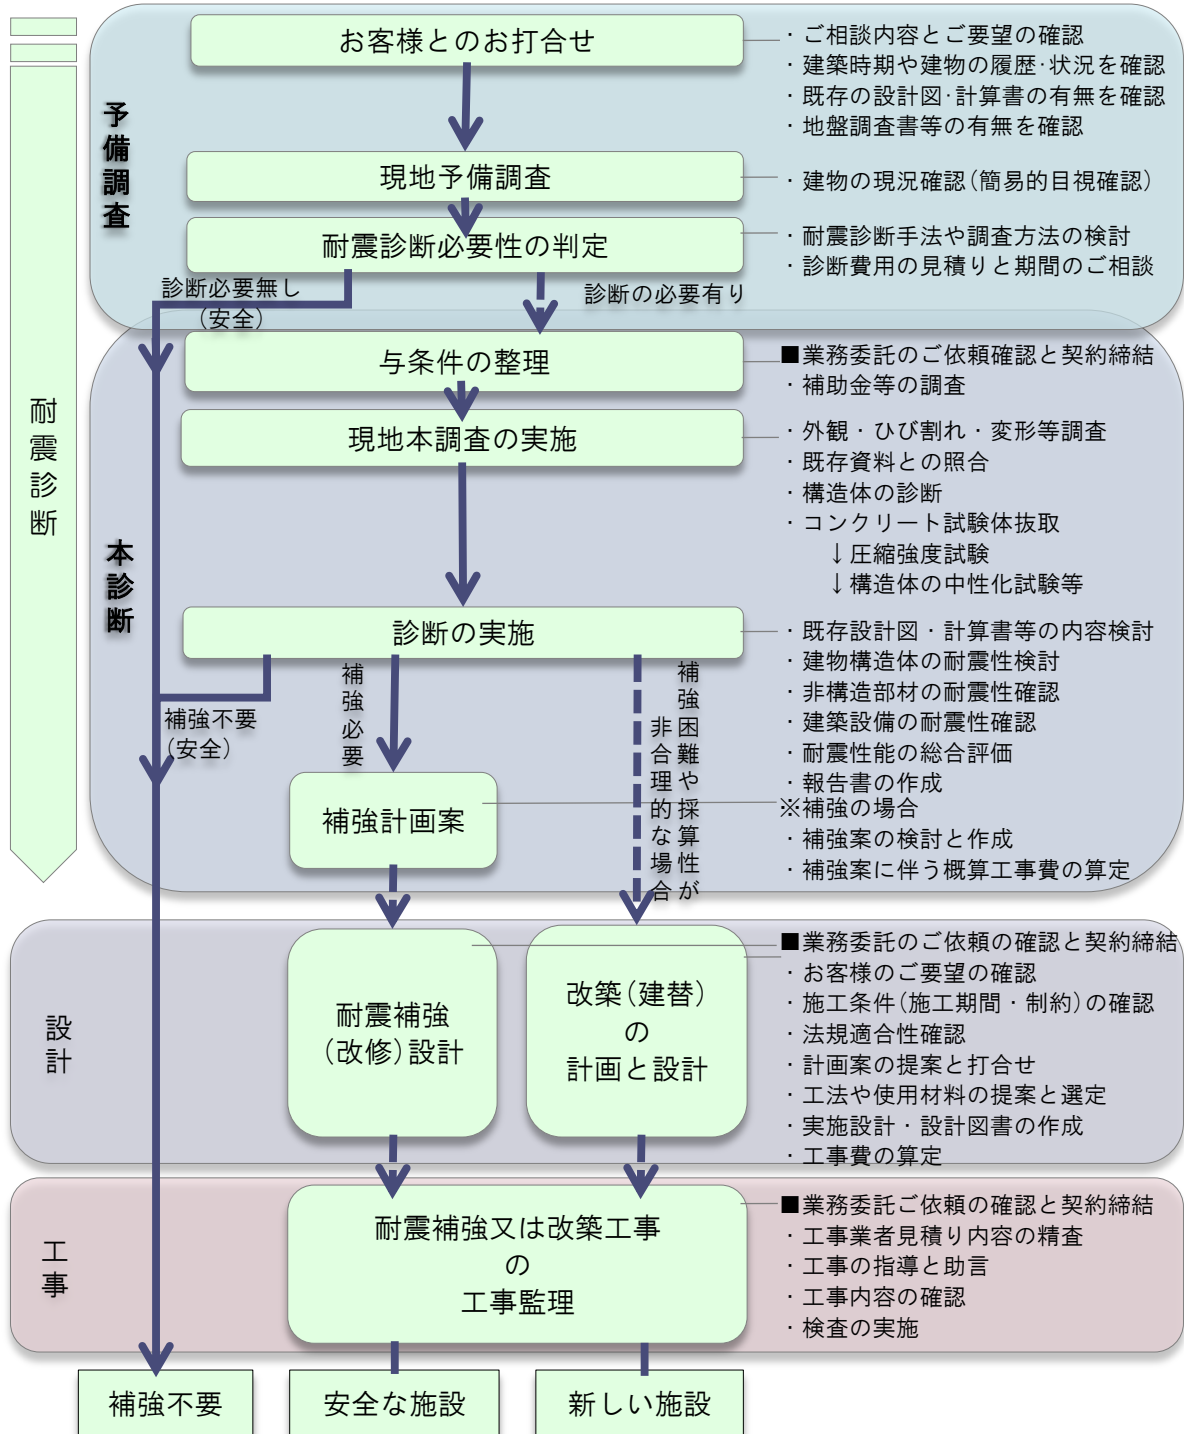 お客様とのお打合せ
・ご相談内容とご要望の確認
・建築時期や建物の履歴･状況を確認
・既存の設計図･計算書の有無を確認
・地盤調査書等の有無を確認
予備調査
現地予備調査
・建物の現況確認(簡易的目視確認)
耐震診断必要性の判定
・耐震診断手法や調査方法の検討
・診断費用の見積りと期間のご相談
診断必要無し
(安全)
診断の必要有り
耐震診断
与条件の整理
■業務委託のご依頼確認と契約締結
・補助金等の調査
現地本調査の実施
・外観・ひび割れ・変形等調査
・既存資料との照合
・構造体の診断
・コンクリート試験体抜取
↓圧縮強度試験
↓構造体の中性化試験等
本診断
診断の実施
・既存設計図・計算書等の内容検討
・建物構造体の耐震性検討
・非構造部材の耐震性確認
・建築設備の耐震性確認
・耐震性能の総合評価
・報告書の作成
補強不要
(安全)
補強必要
補強困難や採算性が
非合理的な場合
補強計画案
※補強の場合
・補強案の検討と作成
・補強案に伴う概算工事費の算定
設計
耐震補強
(改修)設計
改築(建替)
の
計画と設計
■業務委託のご依頼の確認と契約締結
・お客様のご要望の確認
・施工条件(施工期間・制約)の確認
・法規適合性確認
・計画案の提案と打合せ
・工法や使用材料の提案と選定
・実施設計・設計図書の作成
・工事費の算定
工事
耐震補強又は改築工事
の
工事監理
■業務委託ご依頼の確認と契約締結
・工事業者見積り内容の精査
・工事の指導と助言
・工事内容の確認
・検査の実施
補強不要
安全な施設
新しい施設